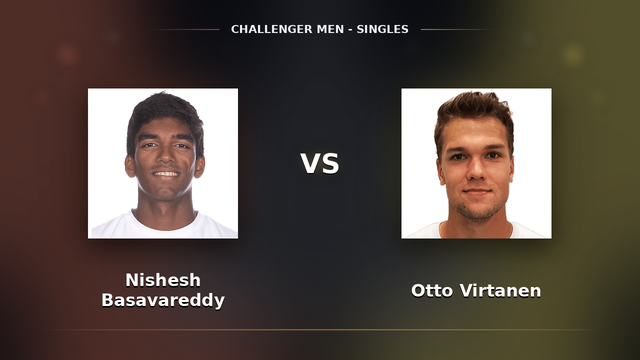 CHALLENGER MEN - SINGLES
VS
Nishesh
Basavareddy
Otto Virtanen